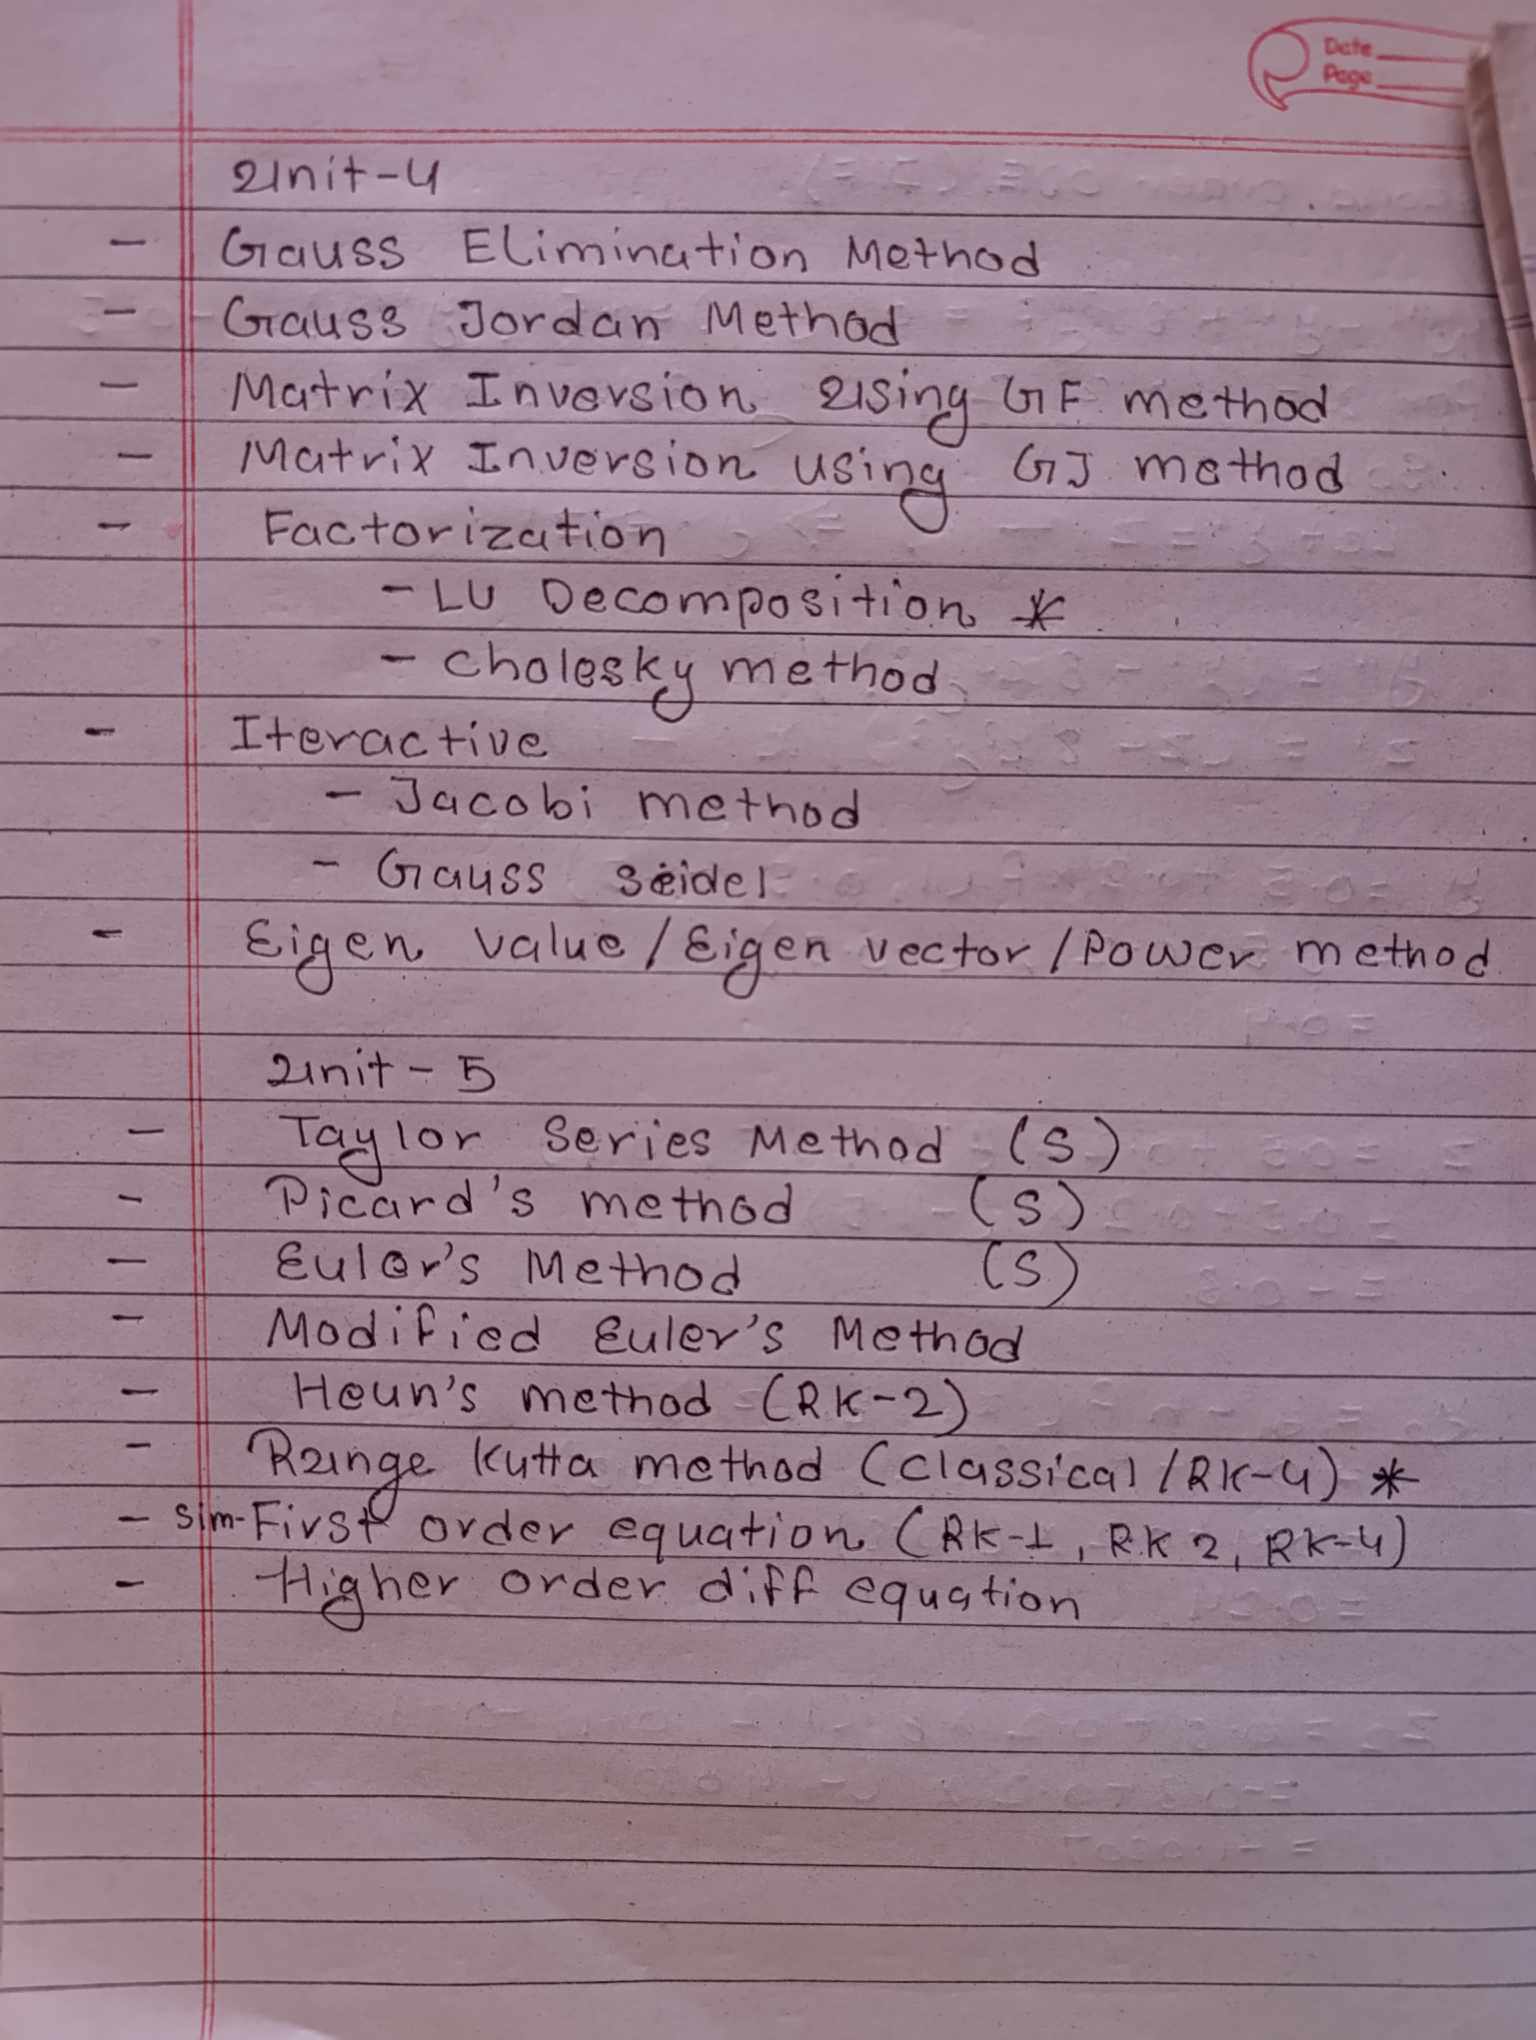 Date
Page
Unit-4
- Gauss Elimination Method
- Gauss Jordan Method
- Matrix Inversion Using GF method
- Matrix Inversion using GJ method
- Factorization
- LU Decomposition *
- cholesky method
- Iteractive
- Jacobi method
- Gauss seidel
- Eigen value / Eigen vector / Power method
Unit - 5
- Taylor Series Method (S)
- Picard's method (S)
- Euler's Method (S)
- Modified Euler's Method
- Heun's method (RK-2)
- Runge Kutta method (classical / RK-4) *
- sim-First order equation (RK-1, RK 2, RK-4)
- Higher order diff equation